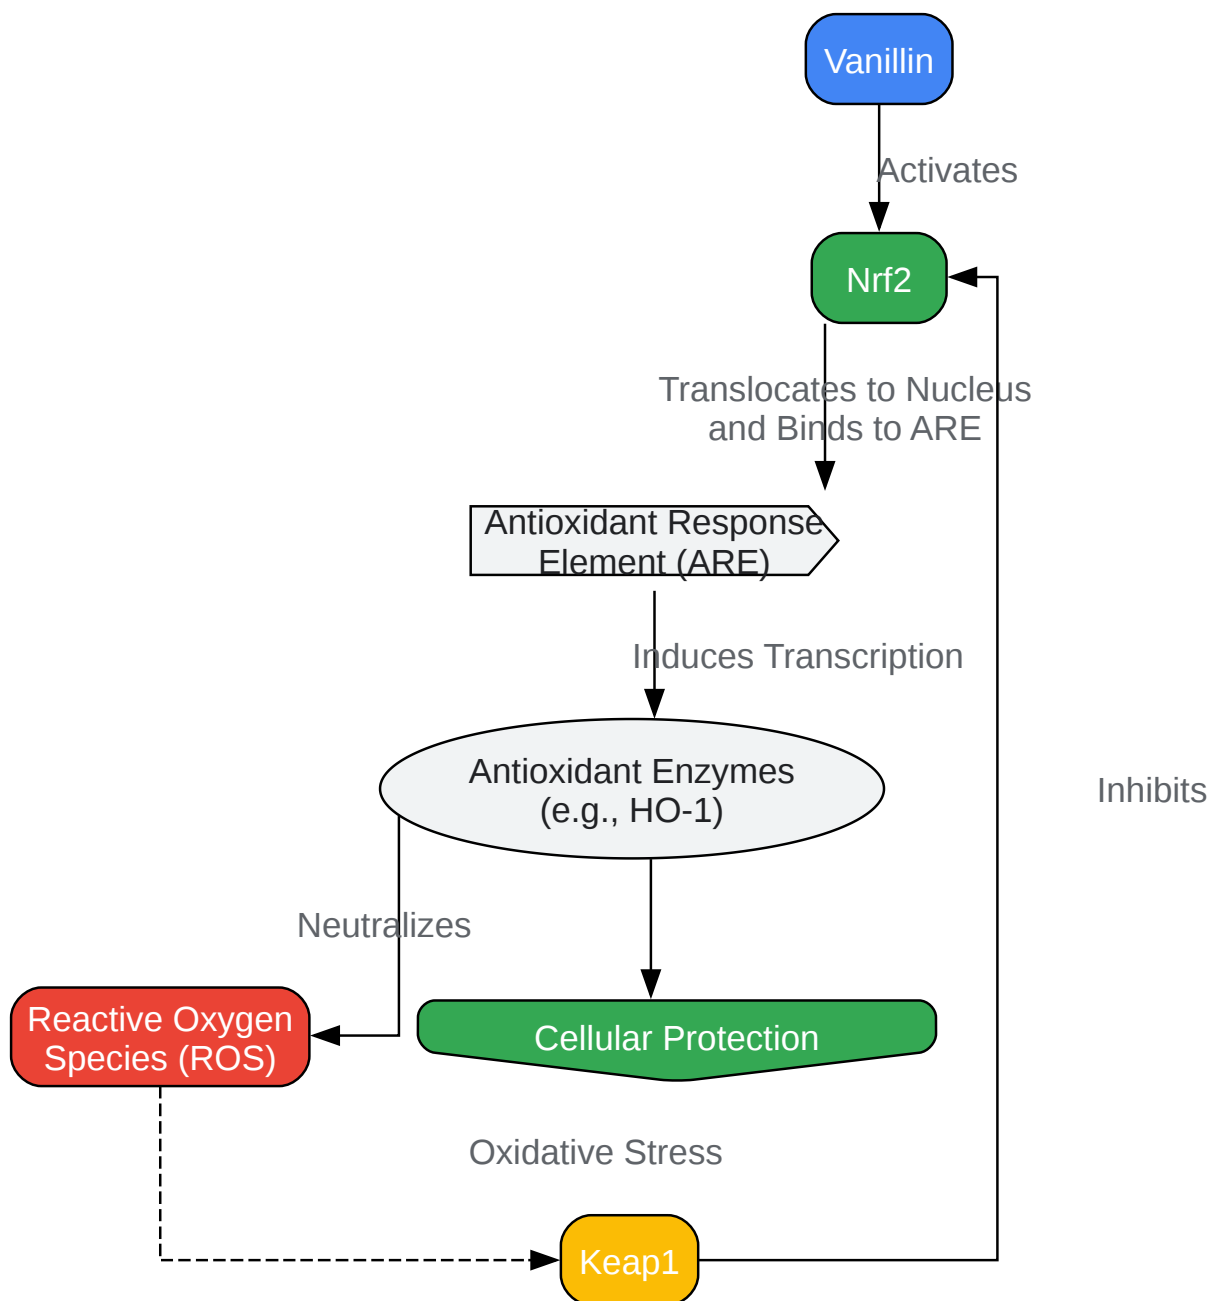 Vanillin
Activates
Nrf2
Translocates to Nucleus
and Binds to ARE
Antioxidant Response
Element (ARE)
Induces Transcription
Antioxidant Enzymes
(e.g., HO-1)
Inhibits
Neutralizes
Reactive Oxygen
Species (ROS)
Cellular Protection
Oxidative Stress
Keap1